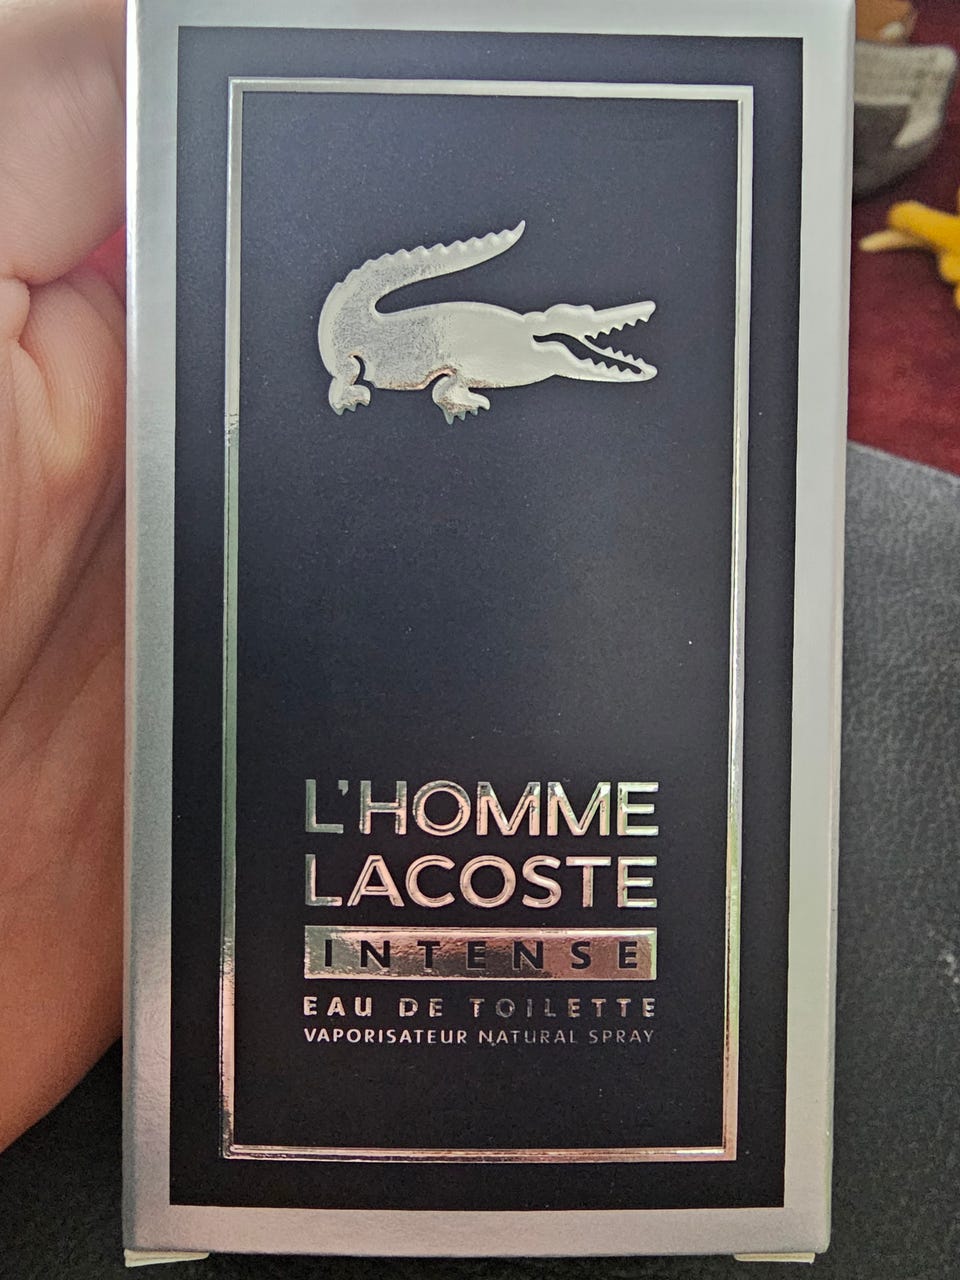 L'HOMME
LACOSTE
INTENSE
EAU DE TOILETTE
VAPORISATEUR NATURAL SPRAY